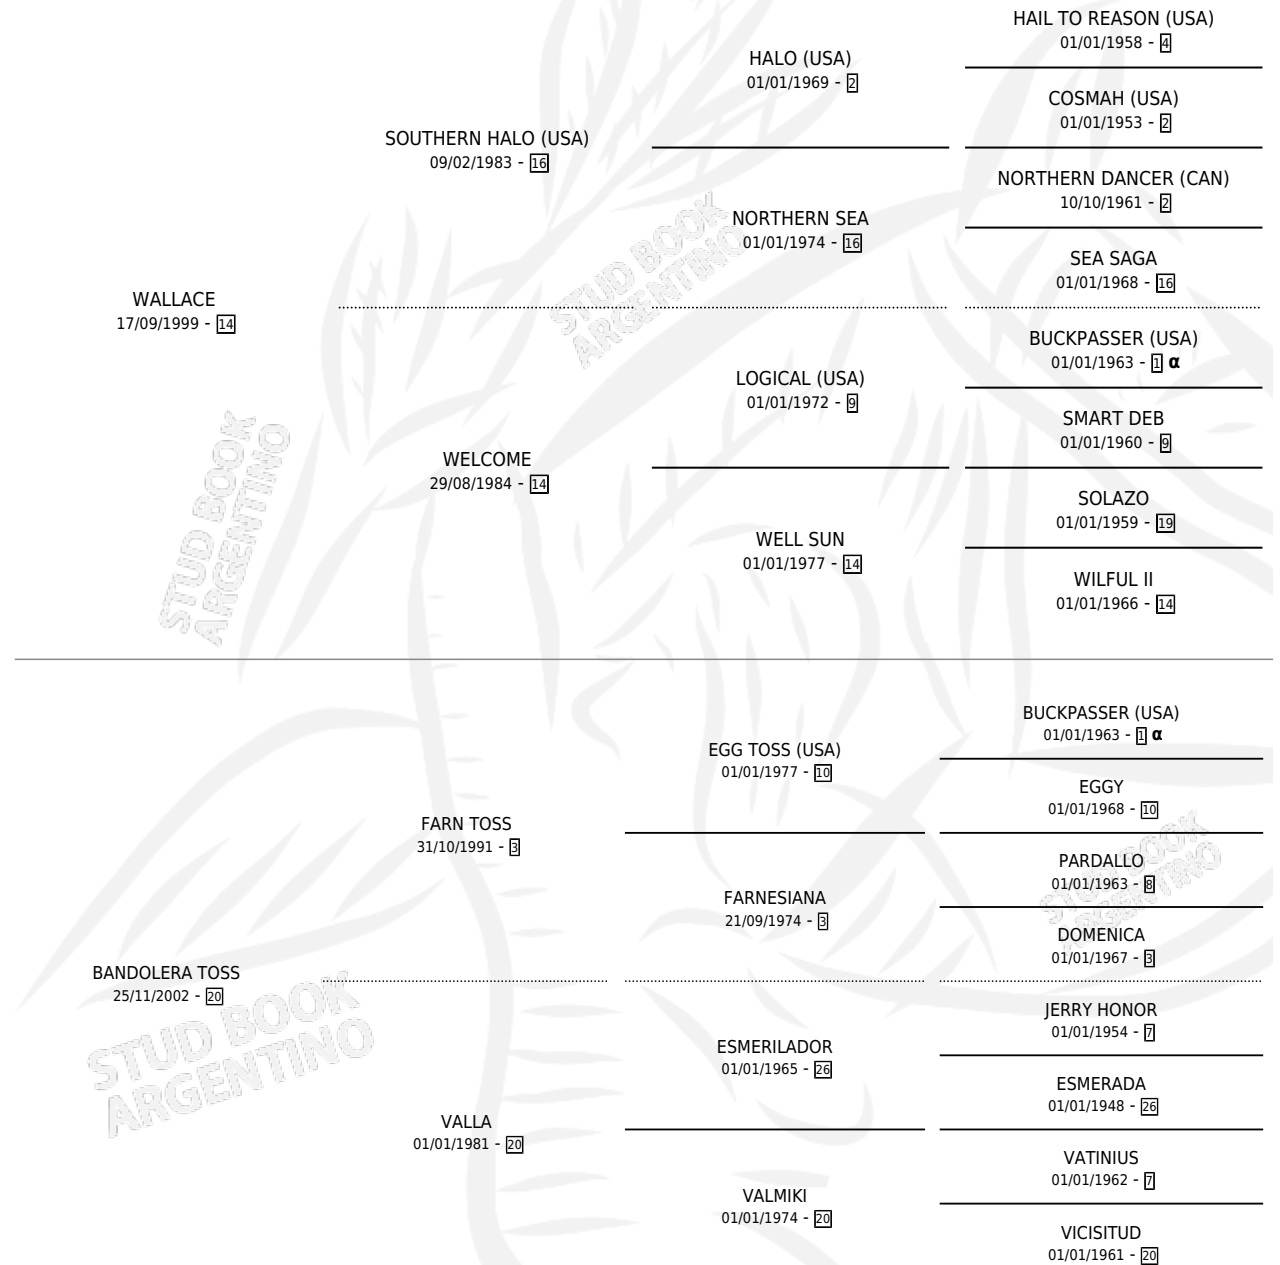 WALLACE
17/09/1999 - 14
SOUTHERN HALO (USA)
09/02/1983 - 16
WELCOME
29/08/1984 - 14
HALO (USA)
01/01/1969 - 2
NORTHERN SEA
01/01/1974 - 16
LOGICAL (USA)
01/01/1972 - 9
WELL SUN
01/01/1977 - 14
HAIL TO REASON (USA)
01/01/1958 - 4
COSMAH (USA)
01/01/1953 - 2
NORTHERN DANCER (CAN)
10/10/1961 - 2
SEA SAGA
01/01/1968 - 16
BUCKPASSER (USA)
01/01/1963 - 1 α
SMART DEB
01/01/1960 - 9
SOLAZO
01/01/1959 - 19
WILFUL II
01/01/1966 - 14
BANDOLERA TOSS
25/11/2002 - 20
FARN TOSS
31/10/1991 - 3
VALLA
01/01/1981 - 20
EGG TOSS (USA)
01/01/1977 - 10
FARNESIANA
21/09/1974 - 3
ESMERILADOR
01/01/1965 - 26
VALMIKI
01/01/1974 - 20
BUCKPASSER (USA)
01/01/1963 - 1 α
EGGY
01/01/1968 - 10
PARDALLO
01/01/1963 - 8
DOMENICA
01/01/1967 - 3
JERRY HONOR
01/01/1954 - 7
ESMERADA
01/01/1948 - 26
VATINIUS
01/01/1962 - 7
VICISITUD
01/01/1961 - 20
STUD BOOK
ARGENTINO
STUD BOOK
ARGENTINO
STUD BOOK
ARGENTINO
STUD BOOK
ARGENTINO